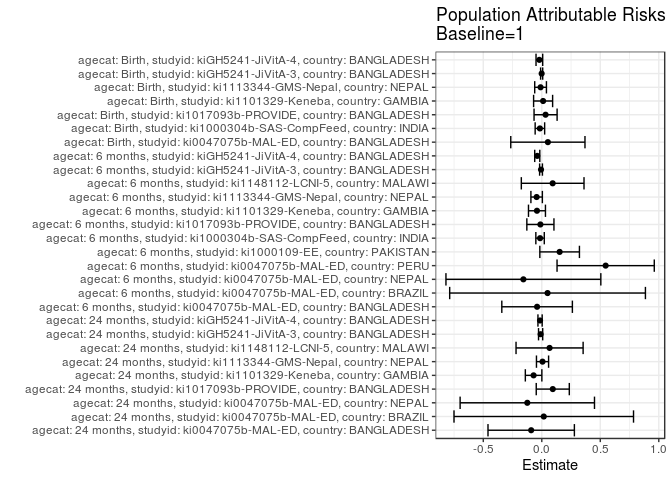 Population Attributable Risks
Baseline=1
agecat: Birth, studyid: kiGH5241-JiVitA-4, country: BANGLADESH
agecat: Birth, studyid: kiGH5241-JiVitA-3, country: BANGLADESH
agecat: Birth, studyid: ki1113344-GMS-Nepal, country: NEPAL
agecat: Birth, studyid: ki1101329-Keneba, country: GAMBIA
agecat: Birth, studyid: ki1017093b-PROVIDE, country: BANGLADESH
agecat: Birth, studyid: ki1000304b-SAS-CompFeed, country: INDIA
agecat: Birth, studyid: ki0047075b-MAL-ED, country: BANGLADESH
agecat: 6 months, studyid: kiGH5241-JiVitA-4, country: BANGLADESH
agecat: 6 months, studyid: kiGH5241-JiVitA-3, country: BANGLADESH
agecat: 6 months, studyid: ki1148112-LCNI-5, country: MALAWI
agecat: 6 months, studyid: ki1113344-GMS-Nepal, country: NEPAL
agecat: 6 months, studyid: ki1101329-Keneba, country: GAMBIA
agecat: 6 months, studyid: ki1017093b-PROVIDE, country: BANGLADESH
agecat: 6 months, studyid: ki1000304b-SAS-CompFeed, country: INDIA
agecat: 6 months, studyid: ki1000109-EE, country: PAKISTAN
agecat: 6 months, studyid: ki0047075b-MAL-ED, country: PERU
agecat: 6 months, studyid: ki0047075b-MAL-ED, country: NEPAL
agecat: 6 months, studyid: ki0047075b-MAL-ED, country: BRAZIL
agecat: 6 months, studyid: ki0047075b-MAL-ED, country: BANGLADESH
agecat: 24 months, studyid: kiGH5241-JiVitA-4, country: BANGLADESH
agecat: 24 months, studyid: kiGH5241-JiVitA-3, country: BANGLADESH
agecat: 24 months, studyid: ki1148112-LCNI-5, country: MALAWI
agecat: 24 months, studyid: ki1113344-GMS-Nepal, country: NEPAL
agecat: 24 months, studyid: ki1101329-Keneba, country: GAMBIA
agecat: 24 months, studyid: ki1017093b-PROVIDE, country: BANGLADESH
agecat: 24 months, studyid: ki0047075b-MAL-ED, country: NEPAL
agecat: 24 months, studyid: ki0047075b-MAL-ED, country: BRAZIL
agecat: 24 months, studyid: ki0047075b-MAL-ED, country: BANGLADESH
-0.5 0.0 0.5 1.0
Estimate